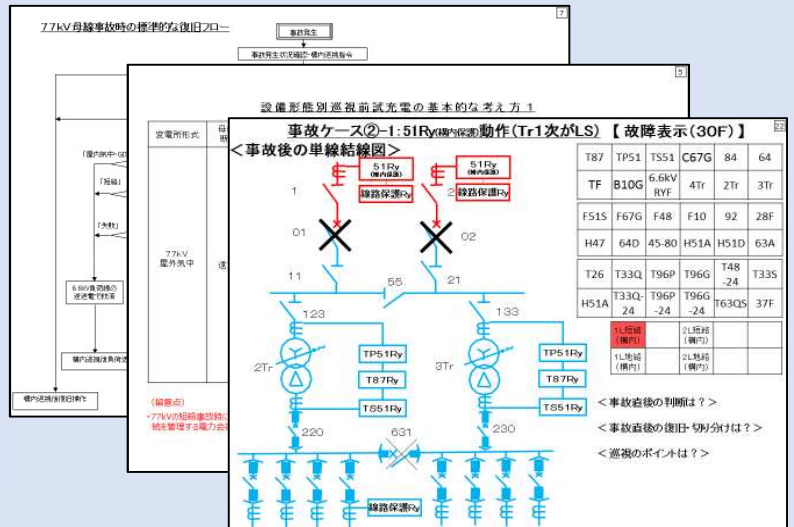 7
77kV母線事故時の標準的な復旧フロー
事故発生
事故発生状況確認・構内巡視指令
「短絡」
「失敗」
6.6kV負荷線の
逆送電で救済
構内巡視後復旧操作
5
設備形態別巡視前試充電の基本的な考え方1
変電所形式
77kV
屋外気中
(留意点)
・77kVの短絡事故時に
統を管理する電力会
22
事故ケース②-1:51Ry(構内保護)動作(Tr1次がLS)【故障表示(30F)】
<事故後の単線結線図>
51Ry
(構内保護)
線路保護Ry
51Ry
(構内保護)
線路保護Ry
1
2
01
02
11
55
21
123
133
2Tr
3Tr
TP51Ry
T87Ry
TS51Ry
TP51Ry
T87Ry
TS51Ry
220
631
230
線路保護Ry
T87 TP51 TS51 C67G 84 64
TF B10G 6.6kV RYF 4Tr 2Tr 3Tr
F51S F67G F48 F10 92 28F
H47 64D 45-80 H51A H51D 63A
T26 T33Q T96P T96G T48-24 T33S
H51A T33Q-24 T96P-24 T96G-24 T63QS 37F
1L短絡(構内) 2L短絡(構内)
1L地絡(構内) 2L地絡(構内)
<事故直後の判断は?>
<事故直後の復旧・切り分けは?>
<巡視のポイントは?>